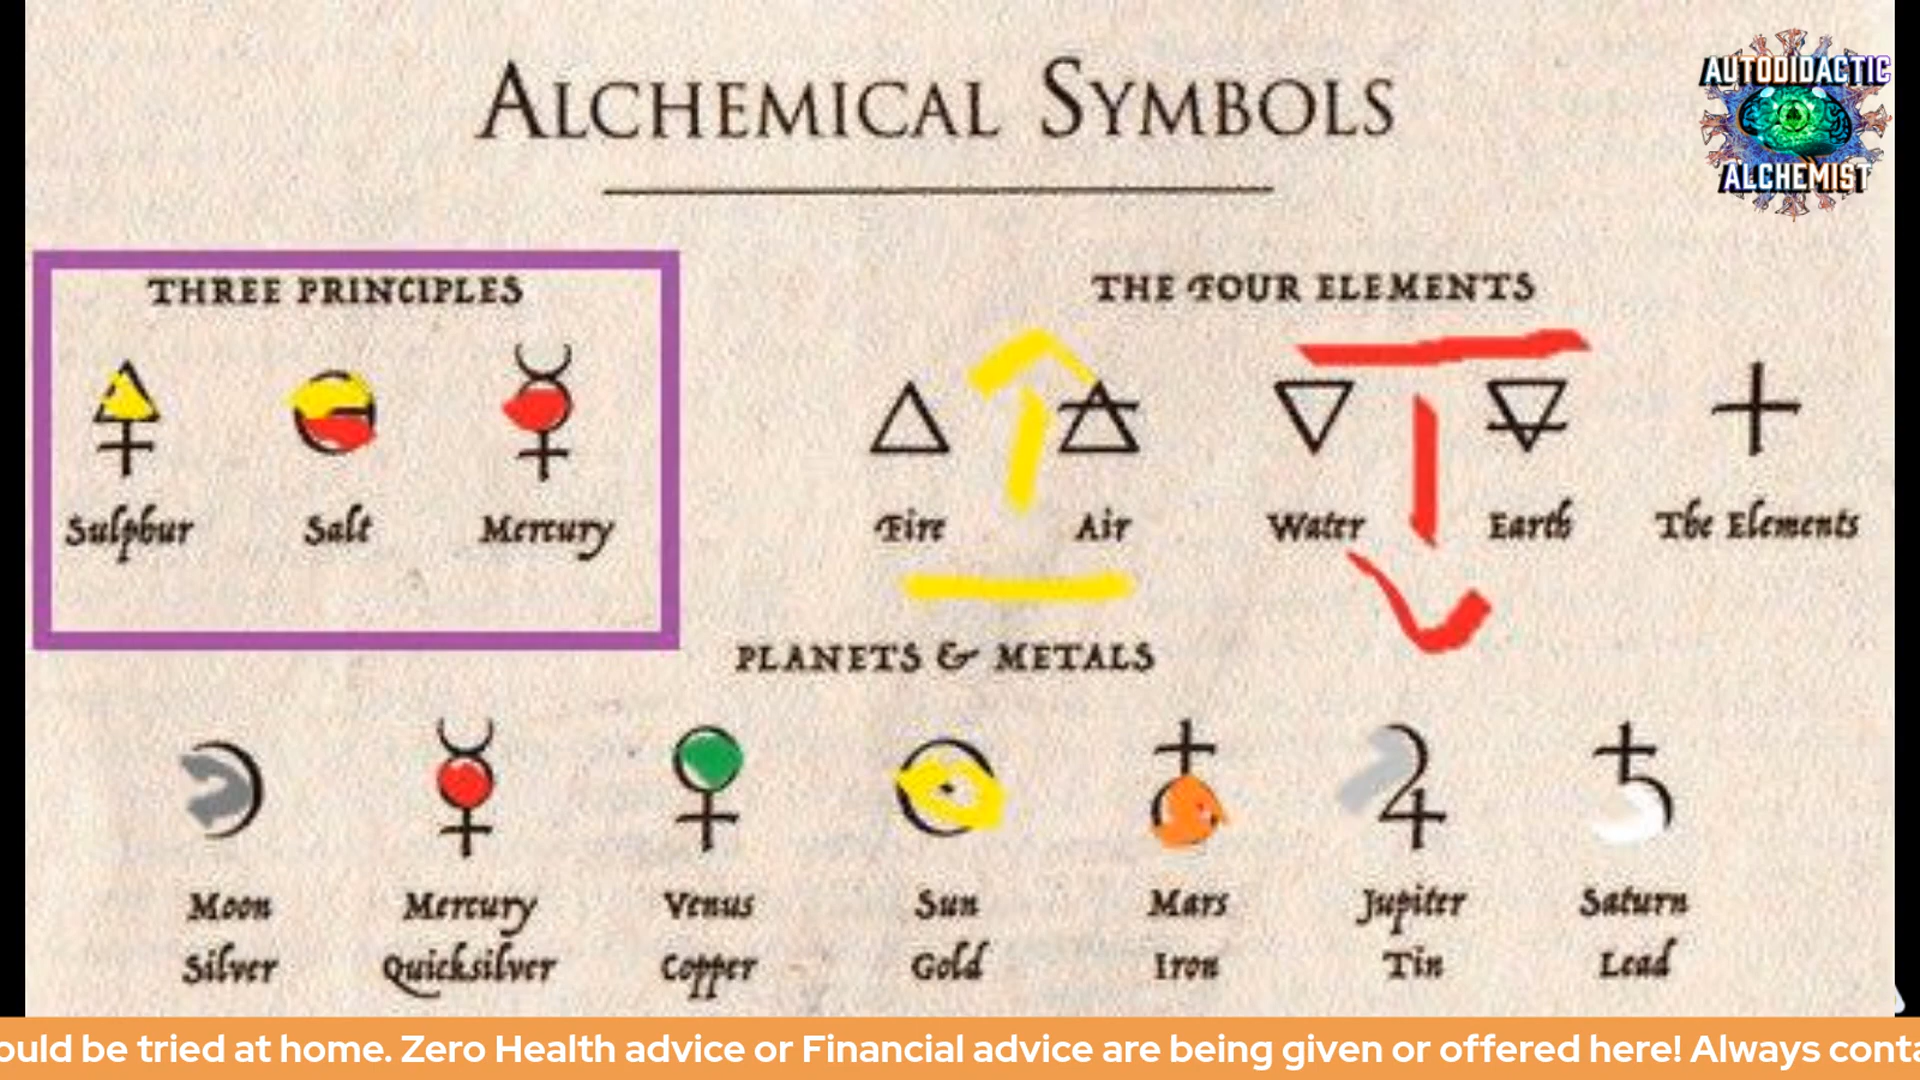 ALCHEMICAL SYMBOLS
AUTODIDACTIC
ALCHEMIST
THREE PRINCIPLES
Sulphur Salt Mercury
THE FOUR ELEMENTS
Fire Air Water Earth The Elements
PLANETS & METALS
Moon Mercury Venus Sun Mars Jupiter Saturn
Silver Quicksilver Copper Gold Iron Tin Lead
be tried at home. Zero Health advice or Financial advice are being given or offered here! Always